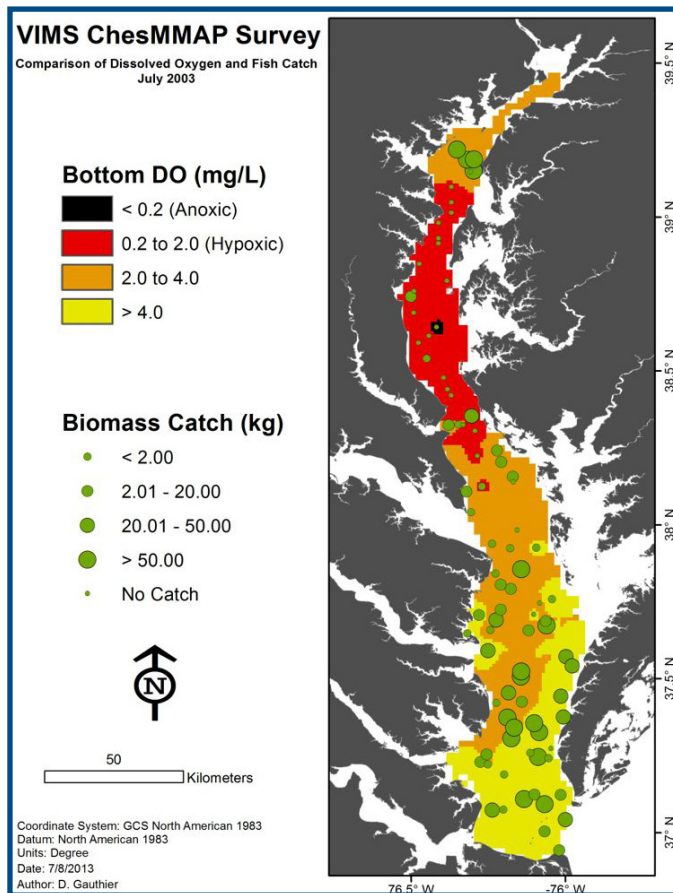 VIMS ChesMMAP Survey
Comparison of Dissolved Oxygen and Fish Catch
July 2003
Bottom DO (mg/L)
< 0.2 (Anoxic)
0.2 to 2.0 (Hypoxic)
2.0 to 4.0
> 4.0
Biomass Catch (kg)
< 2.00
2.01 - 20.00
20.01 - 50.00
> 50.00
No Catch
N
50
Kilometers
Coordinate System: GCS North American 1983
Datum: North American 1983
Units: Degree
Date: 7/8/2013
Author: D. Gauthier
39.5° N
39° N
38.5° N
38° N
37.5° N
37° N
76.5° W
-76° W